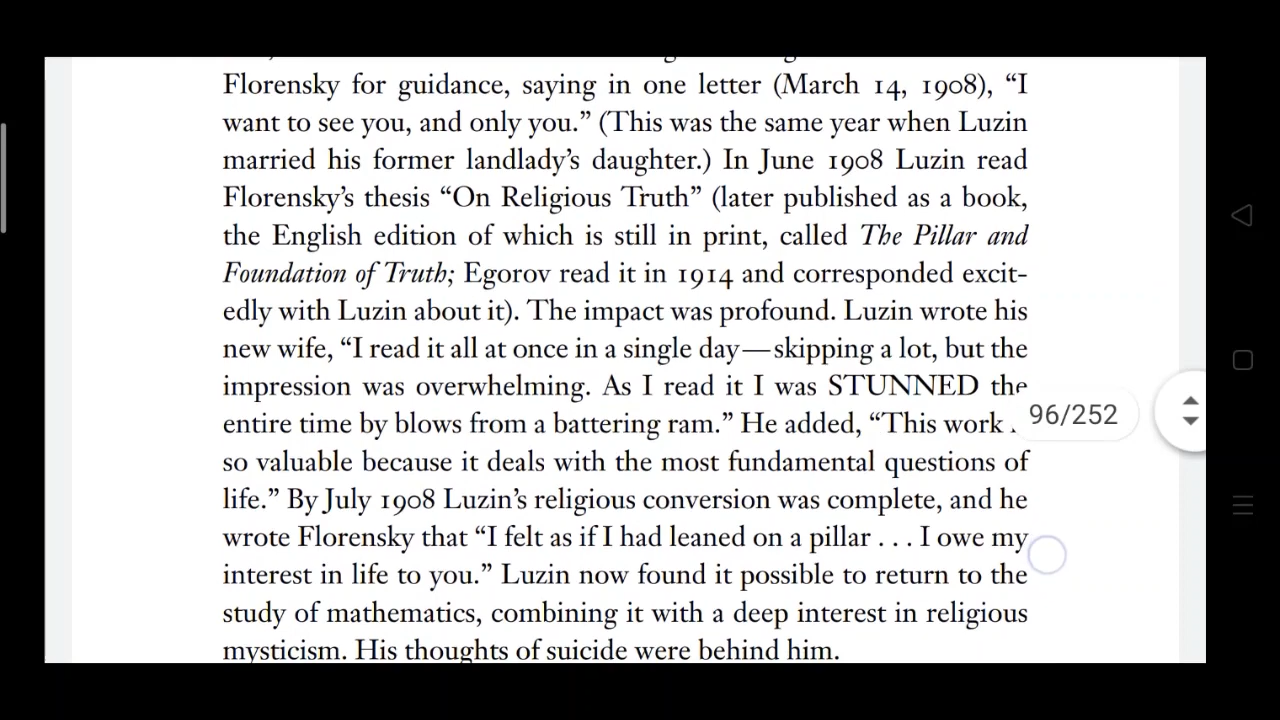 Florensky for guidance, saying in one letter (March 14, 1908), “I
want to see you, and only you.” (This was the same year when Luzin
married his former landlady’s daughter.) In June 1908 Luzin read
Florensky’s thesis “On Religious Truth” (later published as a book,
the English edition of which is still in print, called The Pillar and
Foundation of Truth; Egorov read it in 1914 and corresponded excit-
edly with Luzin about it). The impact was profound. Luzin wrote his
new wife, “I read it all at once in a single day—skipping a lot, but the
impression was overwhelming. As I read it I was STUNNED the
entire time by blows from a battering ram.” He added, “This work
96/252
so valuable because it deals with the most fundamental questions of
life.” By July 1908 Luzin’s religious conversion was complete, and he
wrote Florensky that “I felt as if I had leaned on a pillar . . . I owe my
interest in life to you.” Luzin now found it possible to return to the
study of mathematics, combining it with a deep interest in religious
mysticism. His thoughts of suicide were behind him.